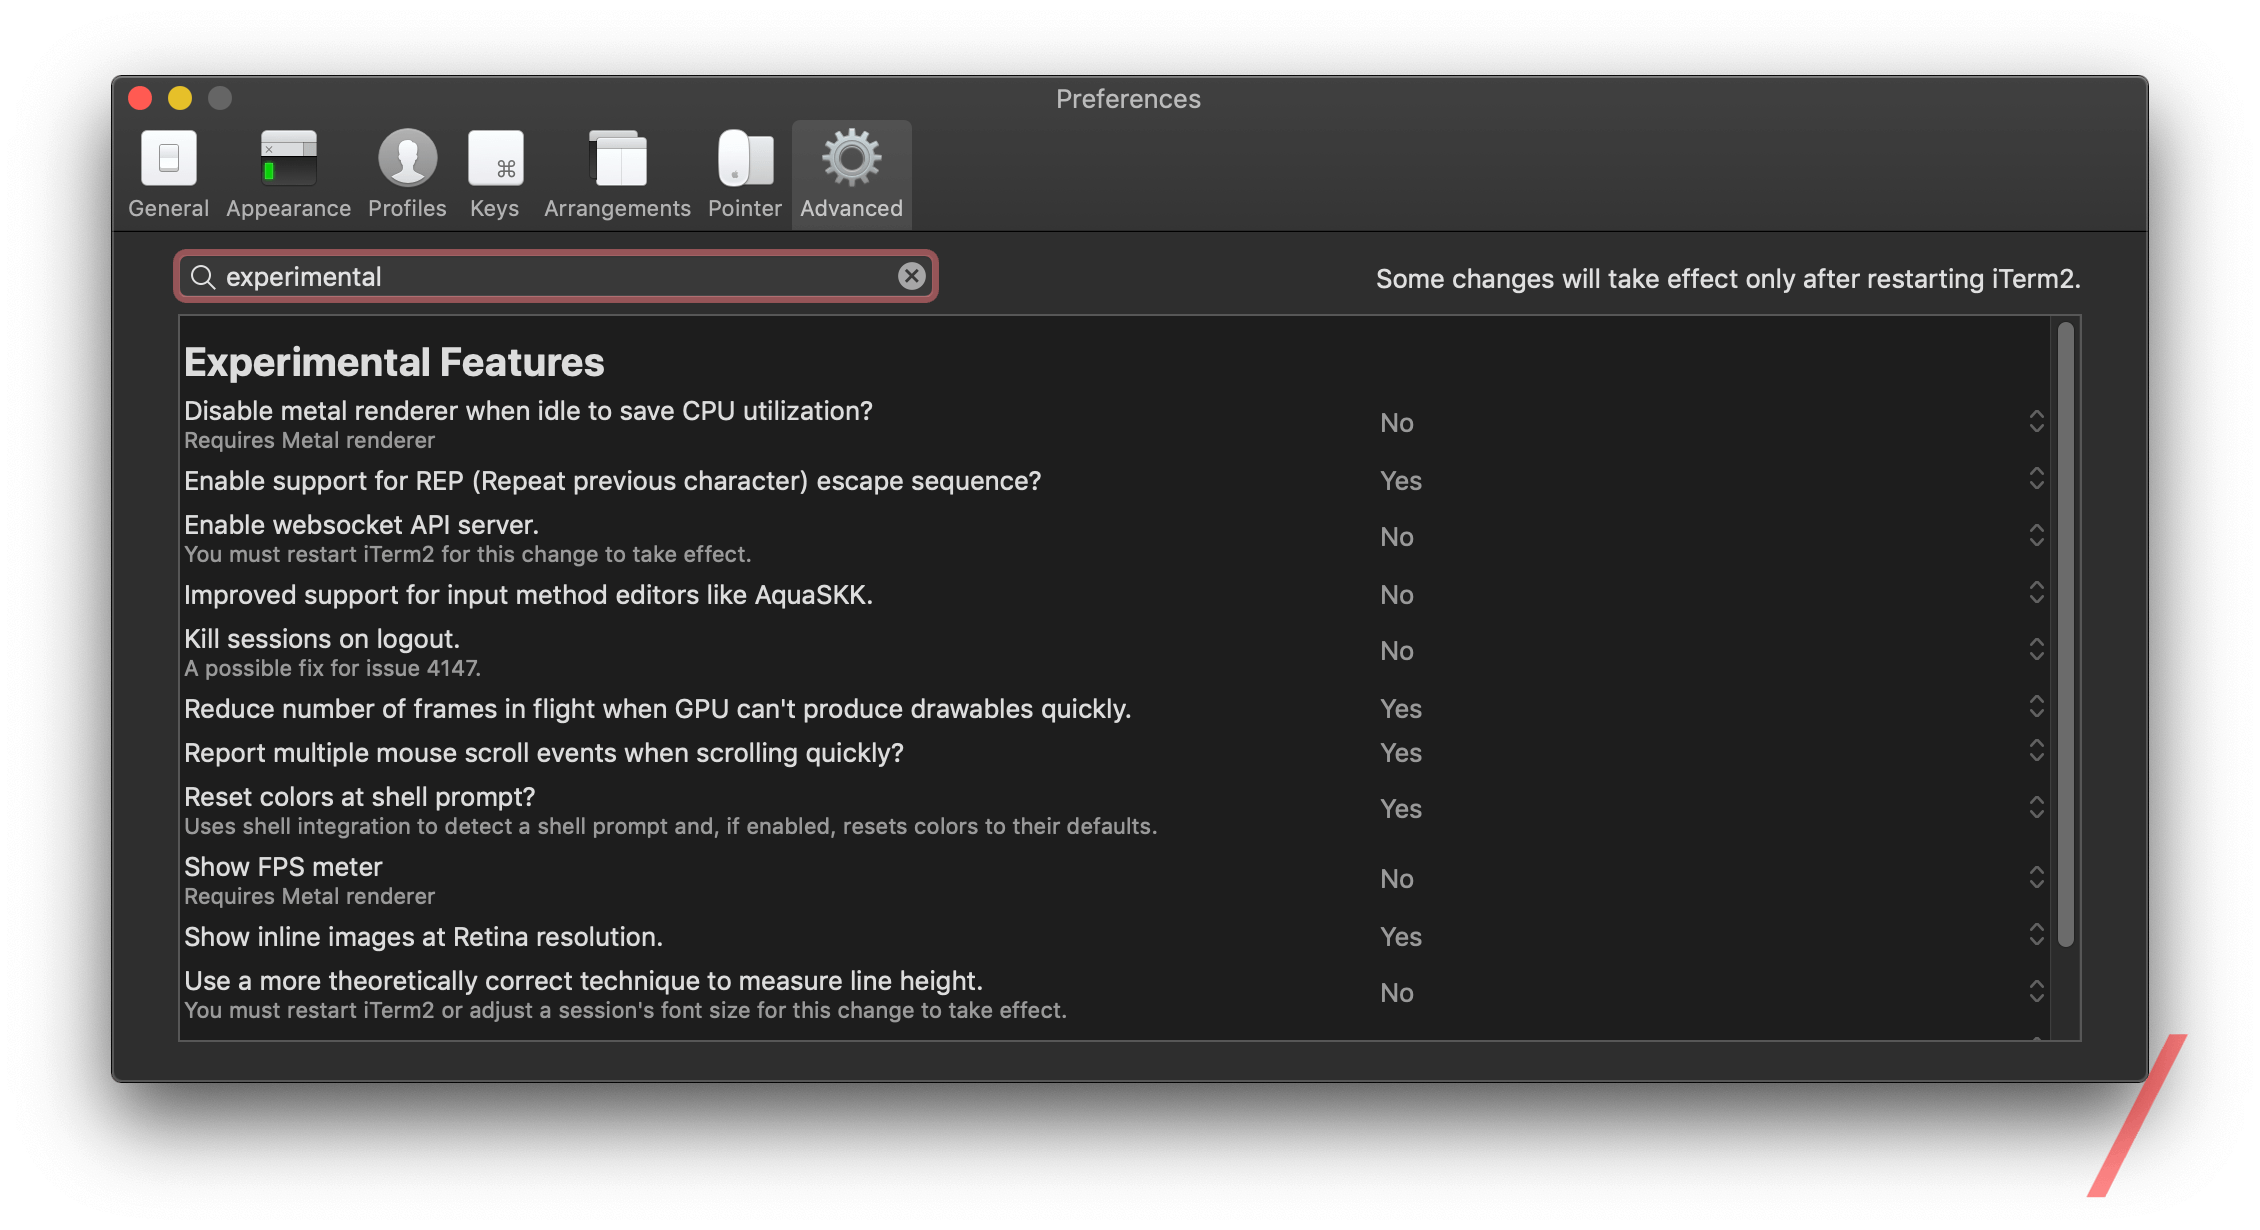 Preferences
General Appearance Profiles Keys Arrangements Pointer Advanced
experimental
Some changes will take effect only after restarting iTerm2.
Experimental Features
Disable metal renderer when idle to save CPU utilization?
Requires Metal renderer
No
Enable support for REP (Repeat previous character) escape sequence?
Yes
Enable websocket API server.
You must restart iTerm2 for this change to take effect.
No
Improved support for input method editors like AquaSKK.
No
Kill sessions on logout.
A possible fix for issue 4147.
No
Reduce number of frames in flight when GPU can't produce drawables quickly.
Yes
Report multiple mouse scroll events when scrolling quickly?
Yes
Reset colors at shell prompt?
Uses shell integration to detect a shell prompt and, if enabled, resets colors to their defaults.
Yes
Show FPS meter
Requires Metal renderer
No
Show inline images at Retina resolution.
Yes
Use a more theoretically correct technique to measure line height.
You must restart iTerm2 or adjust a session's font size for this change to take effect.
No